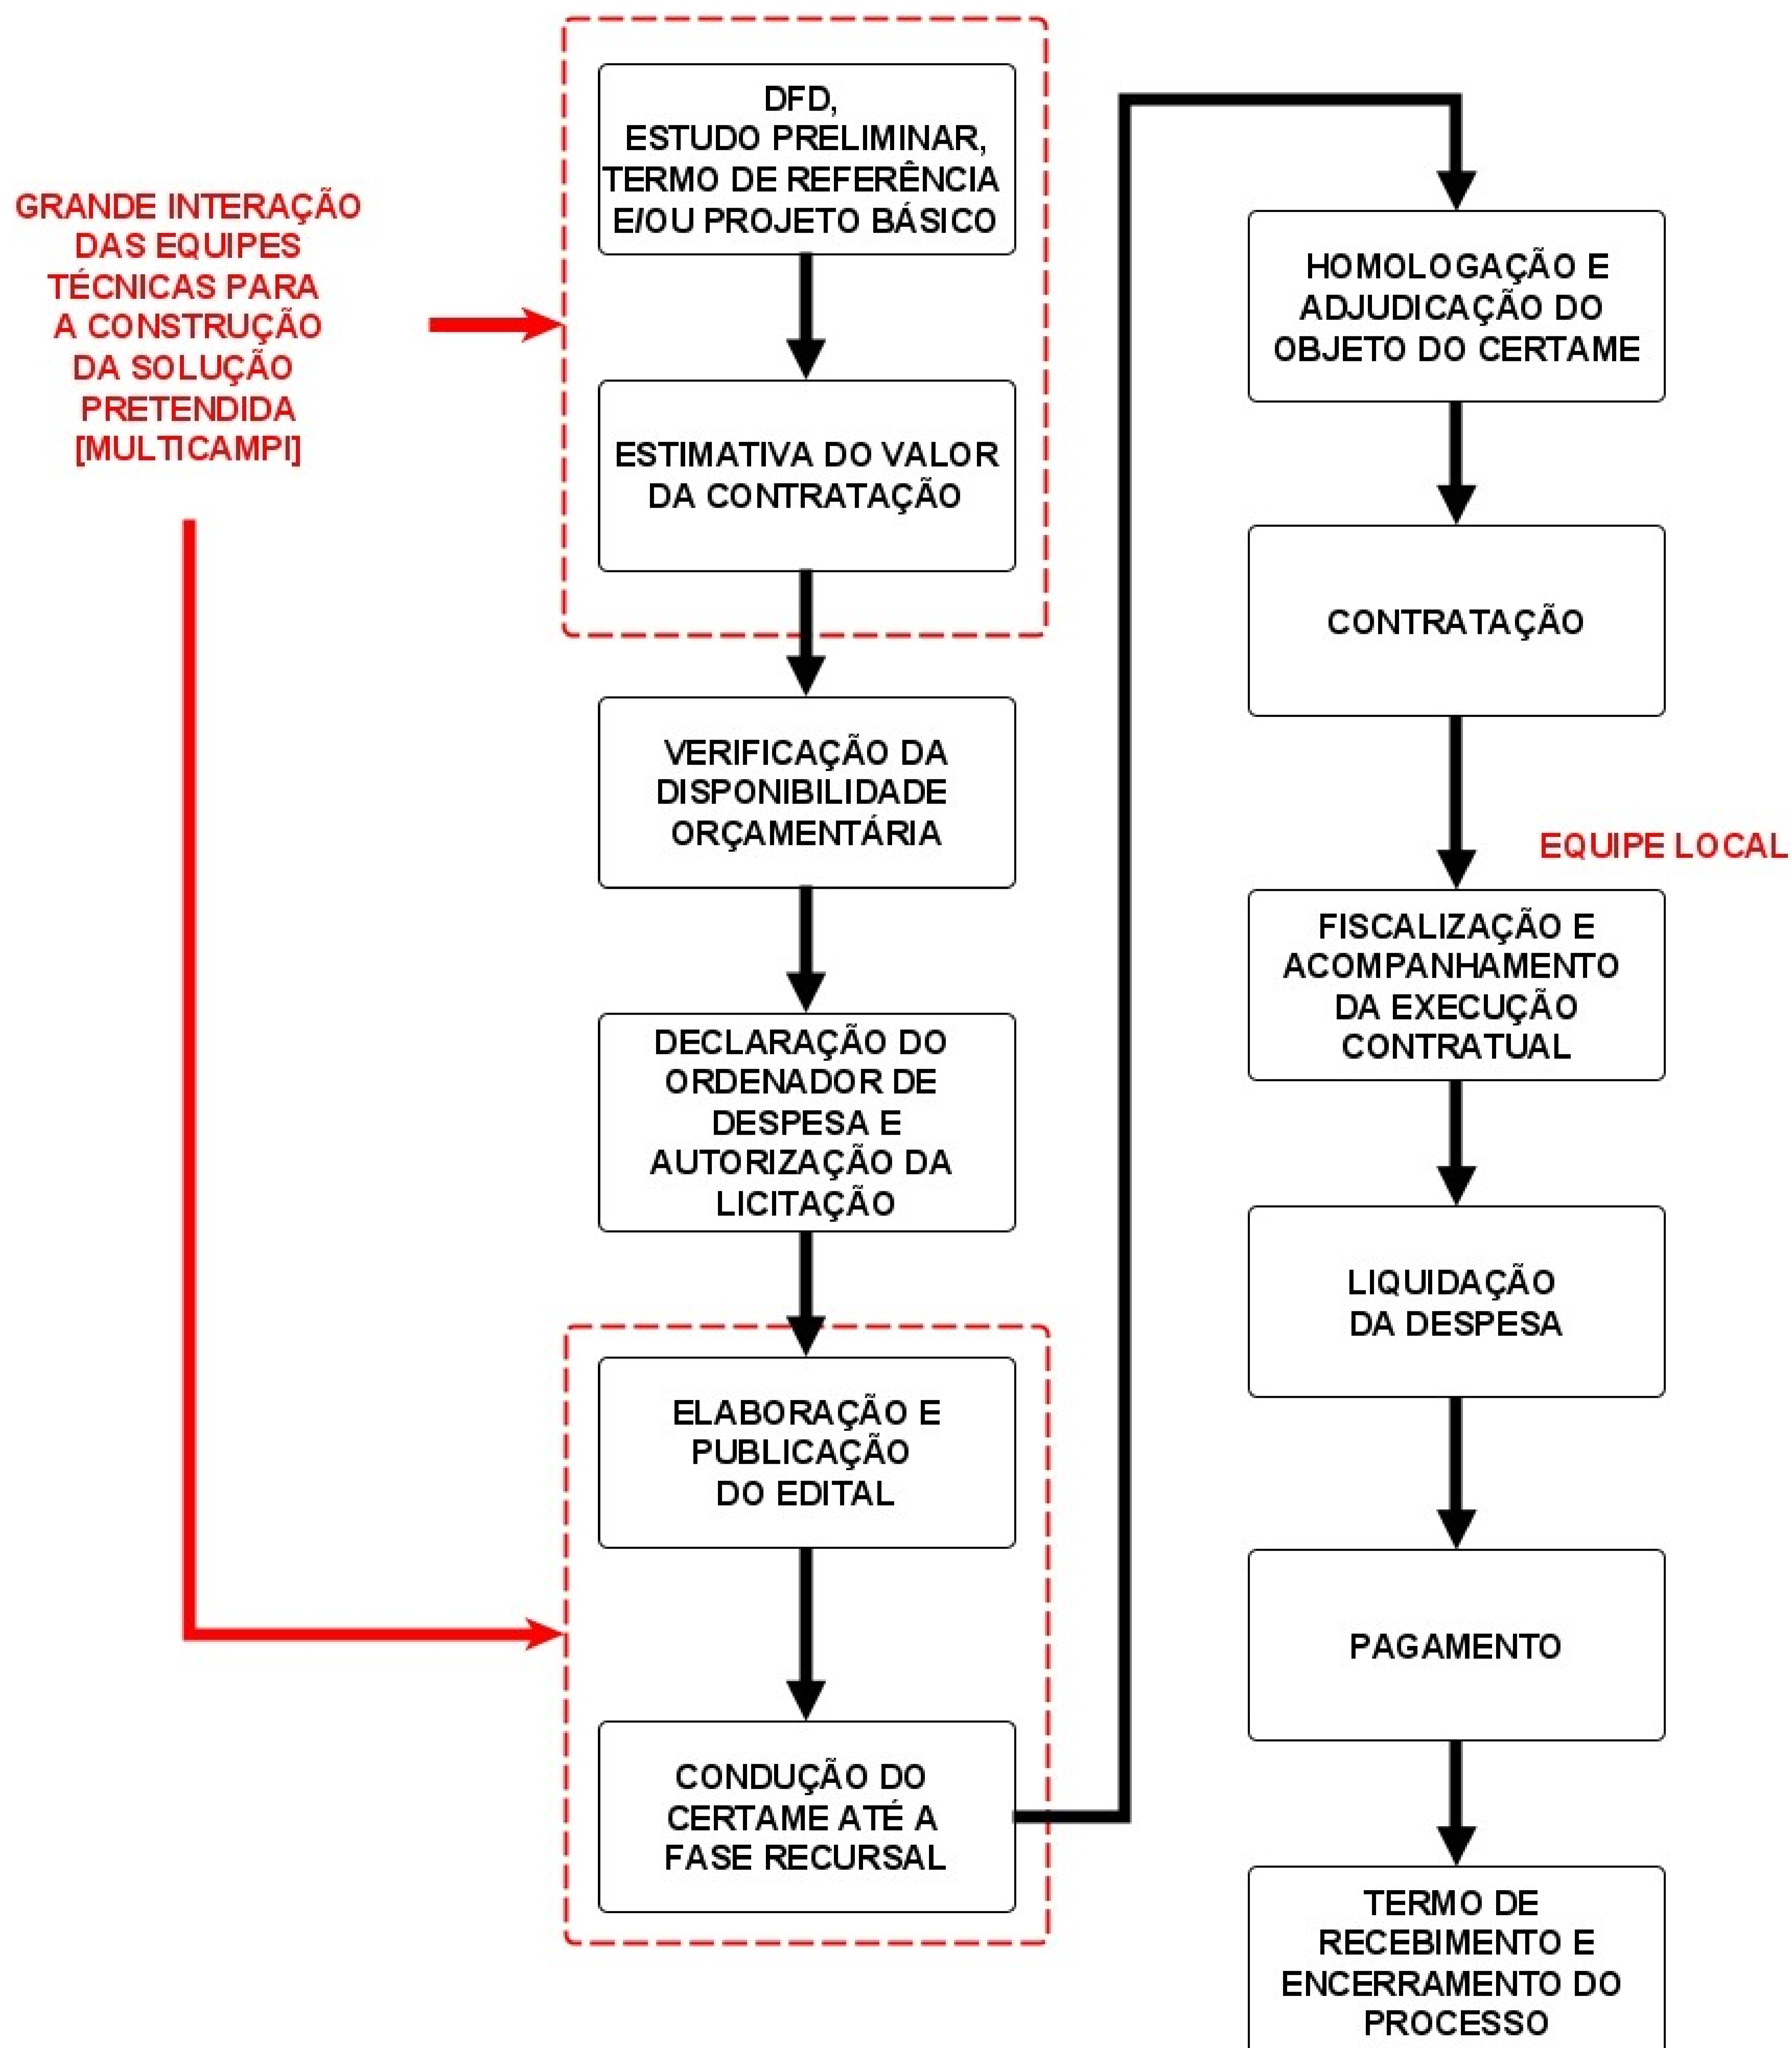 GRANDE INTERAÇÃO
DAS EQUIPES
TÉCNICAS PARA
A CONSTRUÇÃO
DA SOLUÇÃO
PRETENDIDA
[MULTICAMPI]
DFD,
ESTUDO PRELIMINAR,
TERMO DE REFERÊNCIA
E/OU PROJETO BÁSICO
ESTIMATIVA DO VALOR
DA CONTRATAÇÃO
VERIFICAÇÃO DA
DISPONIBILIDADE
ORÇAMENTÁRIA
DECLARAÇÃO DO
ORDENADOR DE
DESPESA E
AUTORIZAÇÃO DA
LICITAÇÃO
ELABORAÇÃO E
PUBLICAÇÃO
DO EDITAL
CONDUÇÃO DO
CERTAME ATÉ A
FASE RECURSAL
HOMOLOGAÇÃO E
ADJUDICAÇÃO DO
OBJETO DO CERTAME
CONTRATAÇÃO
EQUIPE LOCAL
FISCALIZAÇÃO E
ACOMPANHAMENTO
DA EXECUÇÃO
CONTRATUAL
LIQUIDAÇÃO
DA DESPESA
PAGAMENTO
TERMO DE
RECEBIMENTO E
ENCERRAMENTO DO
PROCESSO